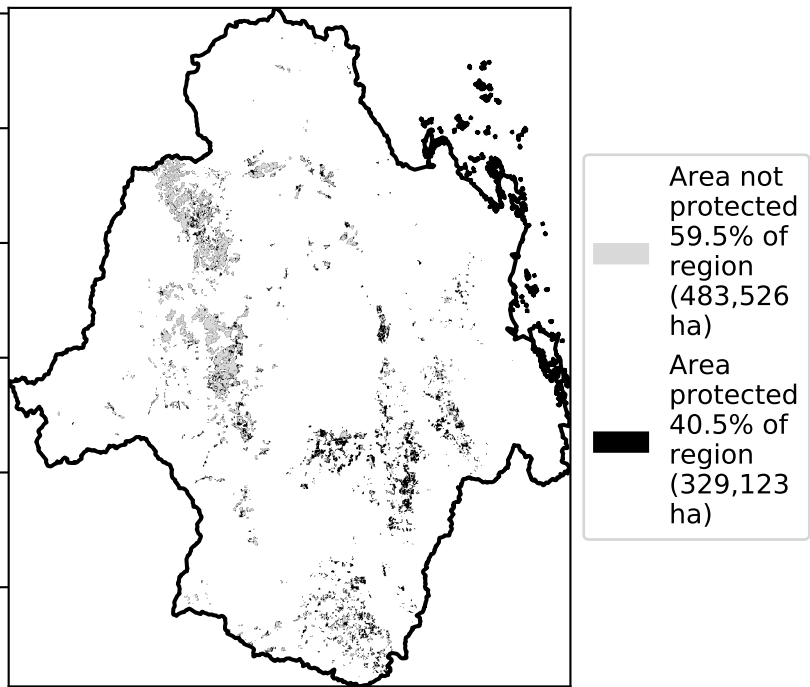 Area not
protected
59.5% of
region
(483,526
ha)
Area
protected
40.5% of
region
(329,123
ha)